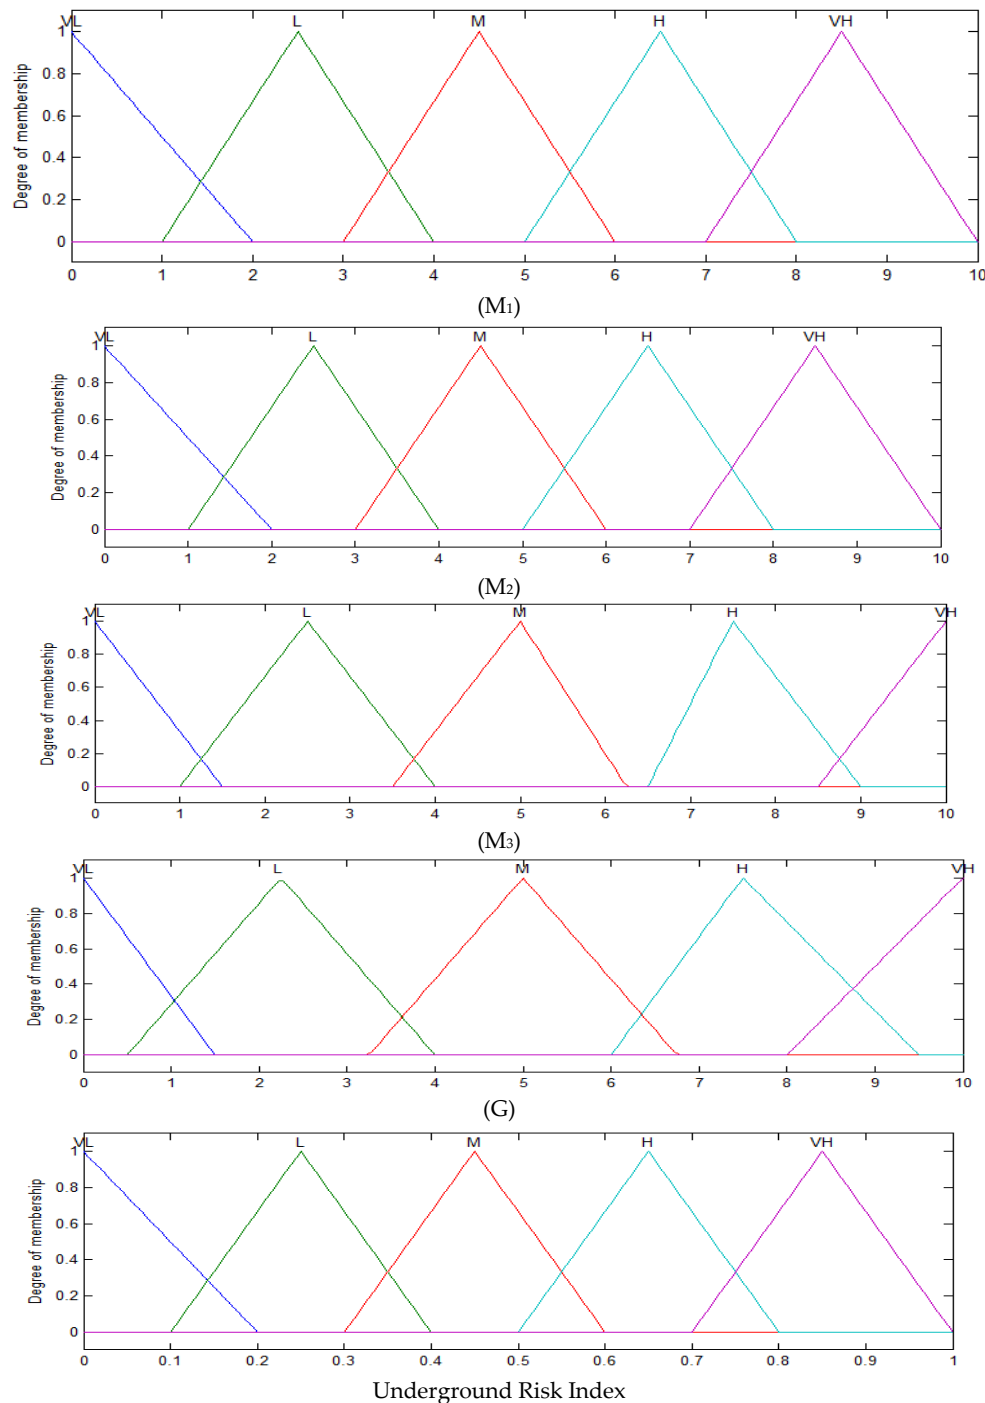 VL L M H VH
1
0.8
0.6
0.4
0.2
0
Degree of membership
0 1 2 3 4 5 6 7 8 9 10
(M1)
VL L M H VH
1
0.8
0.6
0.4
0.2
0
Degree of membership
0 1 2 3 4 5 6 7 8 9 10
(M2)
VL L M H VH
1
0.8
0.6
0.4
0.2
0
Degree of membership
0 1 2 3 4 5 6 7 8 9 10
(M3)
VL L M H VH
1
0.8
0.6
0.4
0.2
0
Degree of membership
0 1 2 3 4 5 6 7 8 9 10
(G)
VL L M H VH
1
0.8
0.6
0.4
0.2
0
Degree of membership
0 0.1 0.2 0.3 0.4 0.5 0.6 0.7 0.8 0.9 1
Underground Risk Index